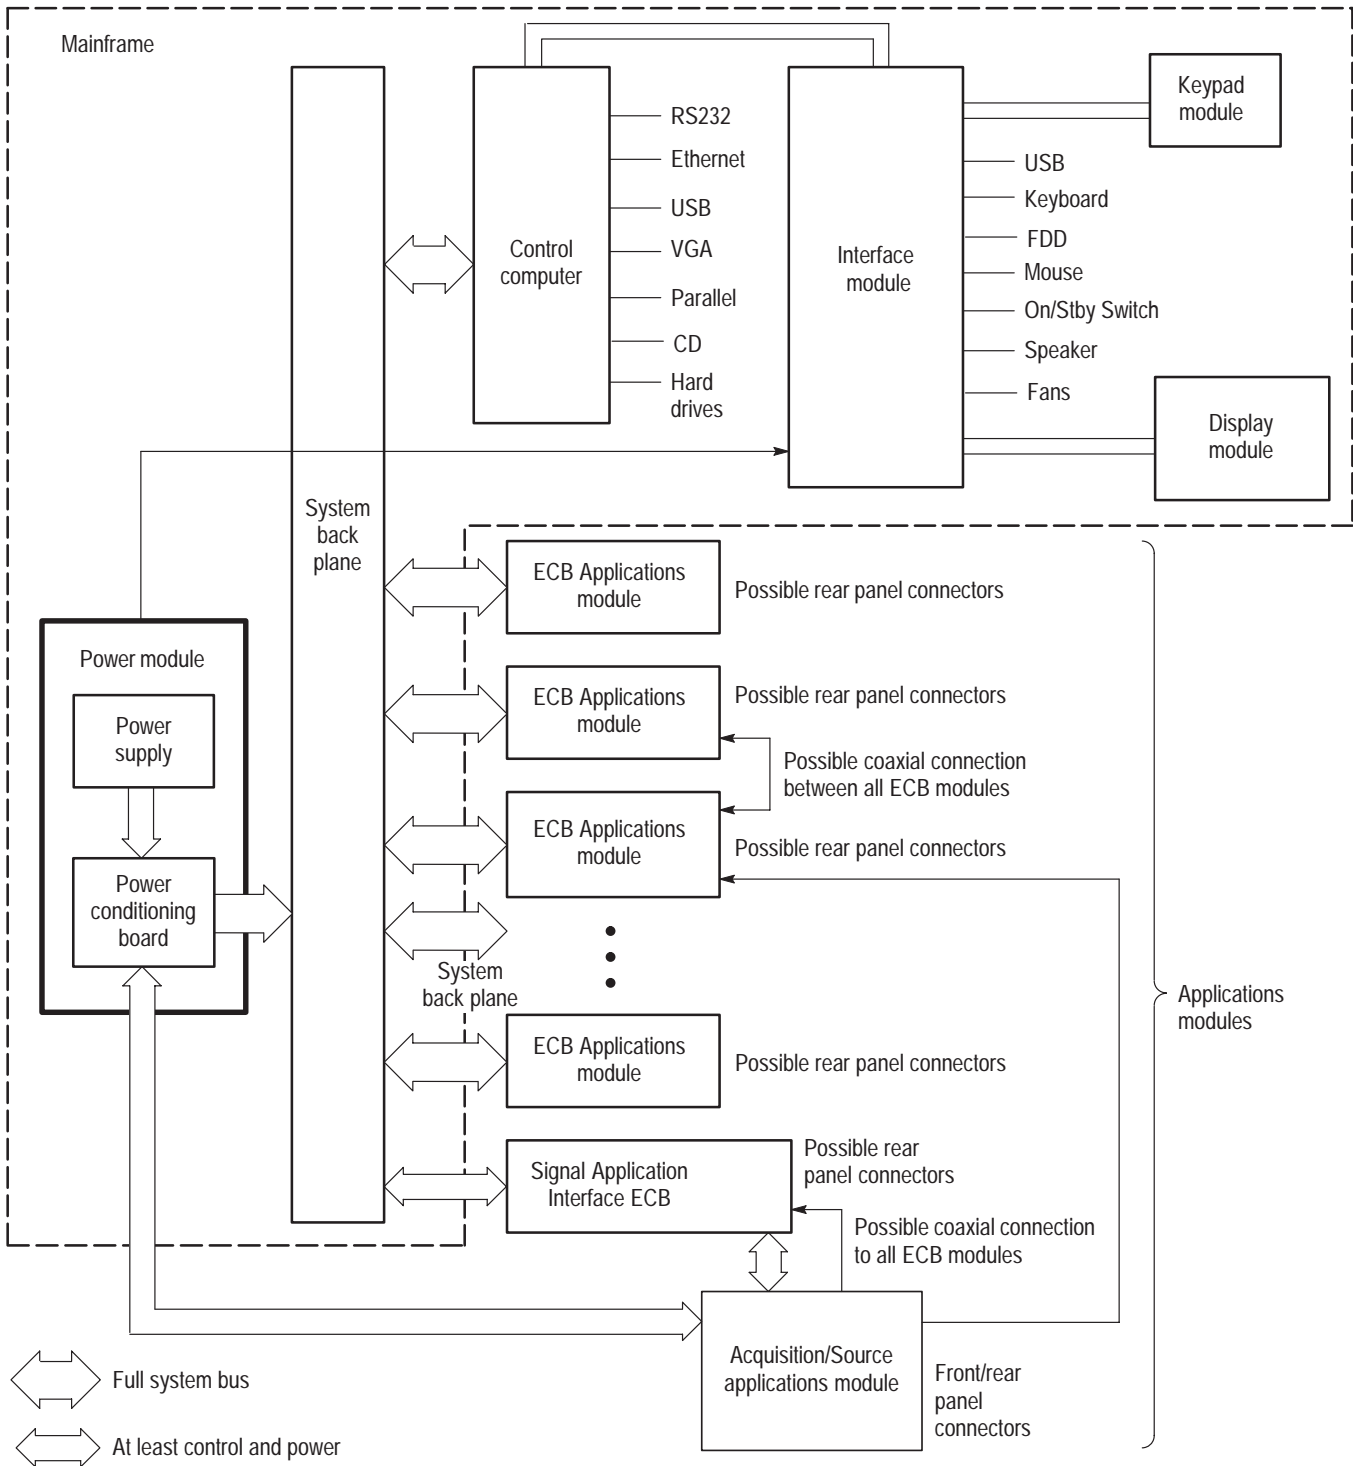 Mainframe
Keypad
module
RS232
Ethernet
USB
VGA
Parallel
CD
Hard
drives
Control
computer
Interface
module
USB
Keyboard
FDD
Mouse
On/Stby Switch
Speaker
Fans
Display
module
System
back
plane
ECB Applications
module
Possible rear panel connectors
Power module
Power
supply
ECB Applications
module
Possible rear panel connectors
Possible coaxial connection
between all ECB modules
ECB Applications
module
Possible rear panel connectors
Power
conditioning
board
System
back plane
Applications
modules
ECB Applications
module
Possible rear panel connectors
Signal Application
Interface ECB
Possible rear
panel connectors
Possible coaxial connection
to all ECB modules
Acquisition/Source
applications module
Front/rear
panel
connectors
Full system bus
At least control and power